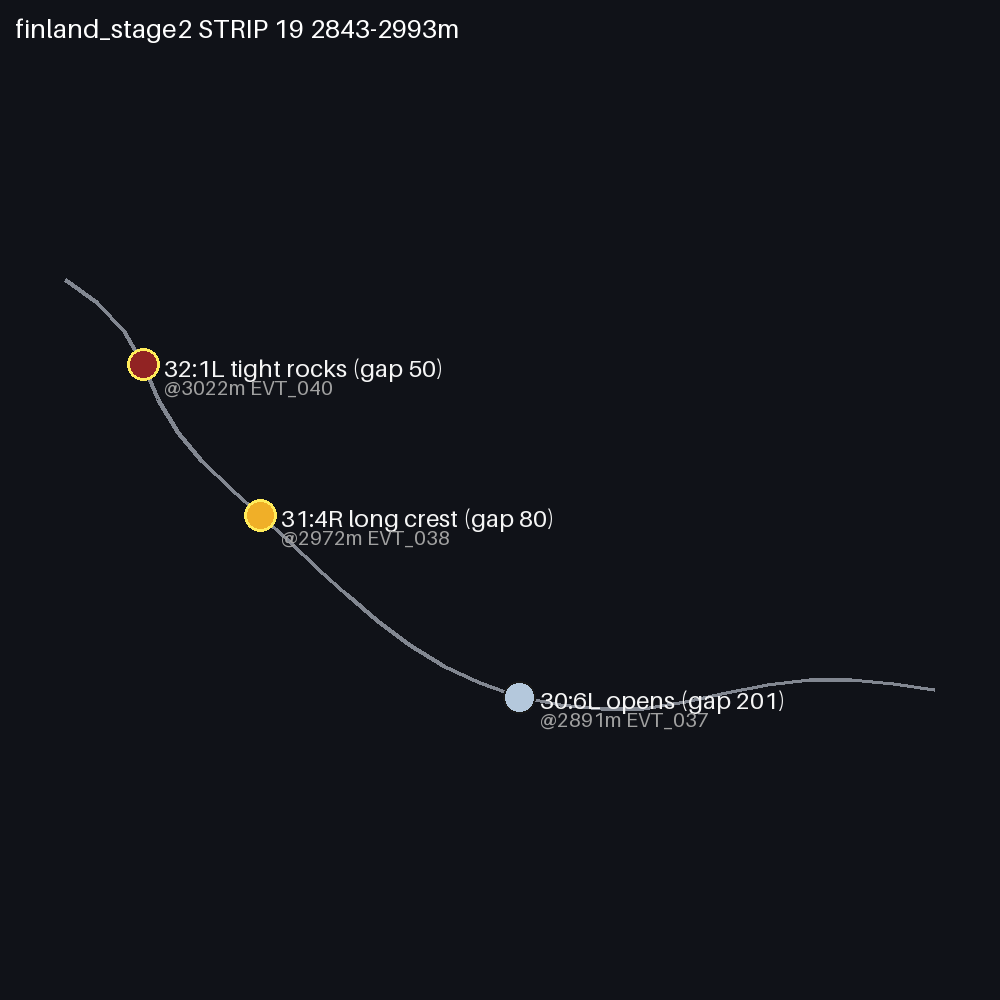 finland_stage2 STRIP 19 2843-2993m
32:1L tight rocks (gap 50)
@3022m EVT_040
31:4R long crest (gap 80)
@2972m EVT_038
30:6L opens (gap 201)
@2891m EVT_037